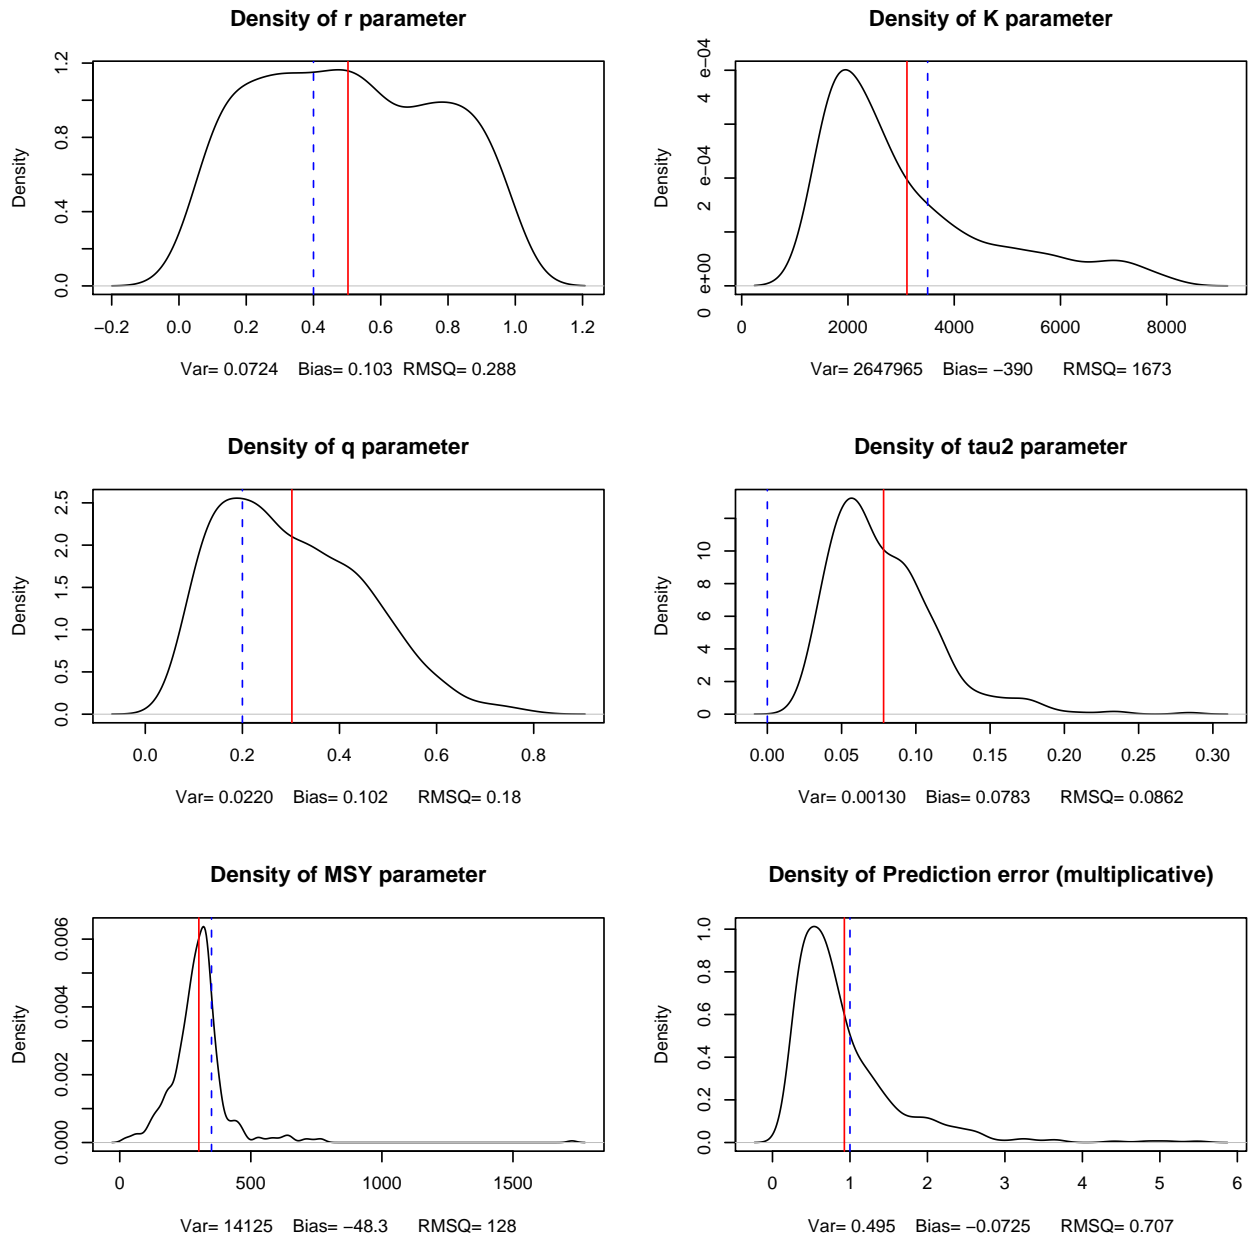 Density of r parameter
Density
0.0 0.4 0.8 1.2
−0.2 0.0 0.2 0.4 0.6 0.8 1.0 1.2
Var= 0.0724 Bias= 0.103 RMSQ= 0.288
Density of K parameter
Density
0 e+00 2 e−04 4 e−04
0 2000 4000 6000 8000
Var= 2647965 Bias= −390 RMSQ= 1673
Density of q parameter
Density
0.0 0.5 1.0 1.5 2.0 2.5
0.0 0.2 0.4 0.6 0.8
Var= 0.0220 Bias= 0.102 RMSQ= 0.18
Density of tau2 parameter
Density
0 2 4 6 8 10
0.00 0.05 0.10 0.15 0.20 0.25 0.30
Var= 0.00130 Bias= 0.0783 RMSQ= 0.0862
Density of MSY parameter
Density
0.000 0.002 0.004 0.006
0 500 1000 1500
Var= 14125 Bias= −48.3 RMSQ= 128
Density of Prediction error (multiplicative)
Density
0.0 0.2 0.4 0.6 0.8 1.0
0 1 2 3 4 5 6
Var= 0.495 Bias= −0.0725 RMSQ= 0.707